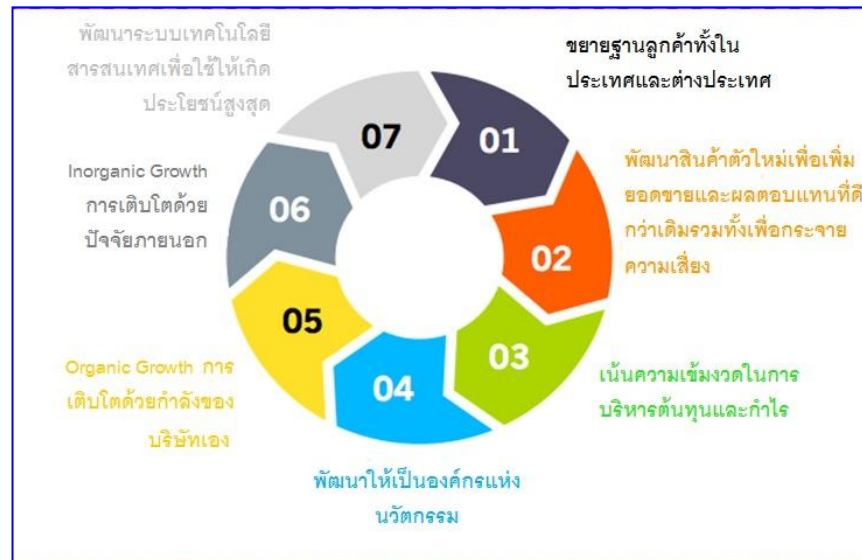 01
ขยายฐานลูกค้าทั้งใน
ประเทศและต่างประเทศ
02
พัฒนาสินค้าตัวใหม่เพื่อเพิ่ม
ยอดขายและผลตอบแทนที่ดี
กว่าเดิมรวมทั้งเพื่อกระจาย
ความเสี่ยง
03
เน้นความเข้มงวดในการ
บริหารต้นทุนและกำไร
04
พัฒนาให้เป็นองค์กรแห่ง
นวัตกรรม
05
Organic Growth การ
เติบโตด้วยกำลังของ
บริษัทเอง
06
Inorganic Growth
การเติบโตด้วย
ปัจจัยภายนอก
07
พัฒนาระบบเทคโนโลยี
สารสนเทศเพื่อใช้ให้เกิด
ประโยชน์สูงสุด